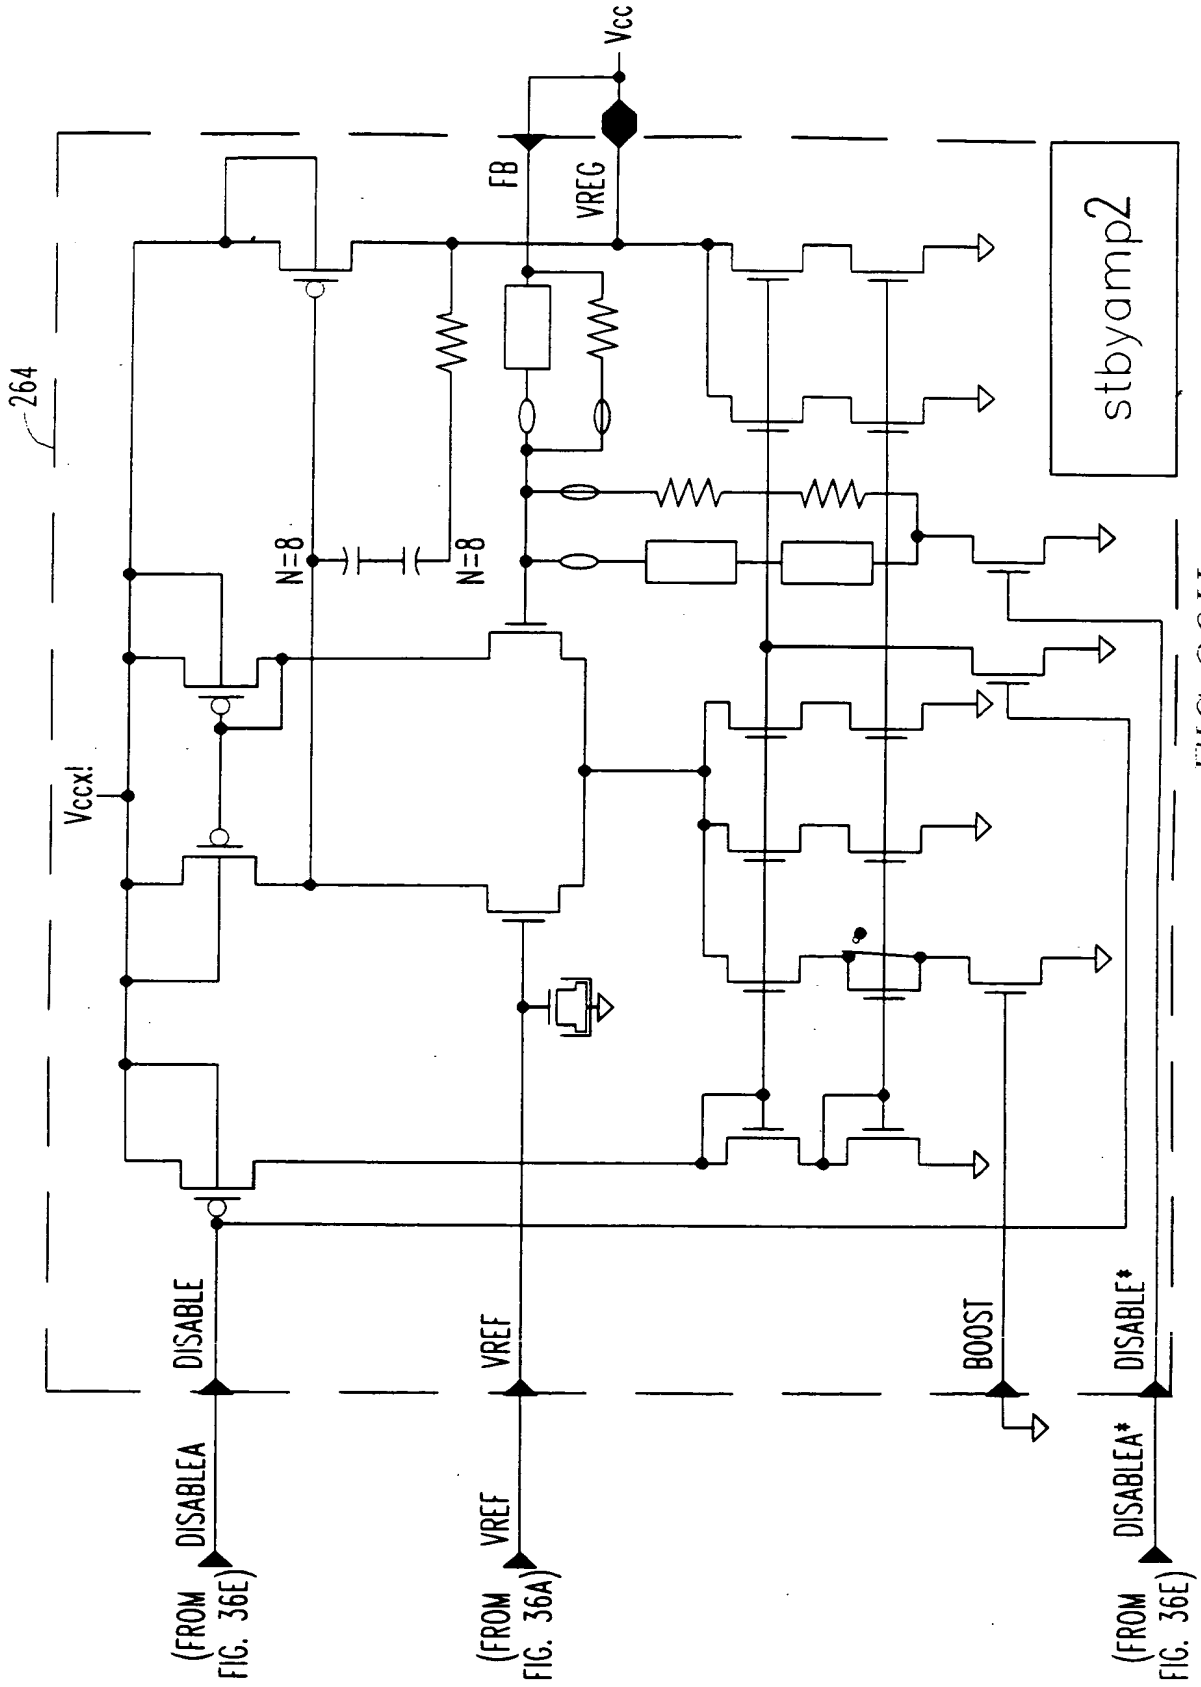 264
Vccx!
N=8
N=8
FB
VREG
Vcc
(FROM
FIG. 36E)
DISABLEA
DISABLE
(FROM
FIG. 36A)
VREF
VREF
BOOST
(FROM
FIG. 36E)
DISABLEA*
DISABLE*
stbyamp2